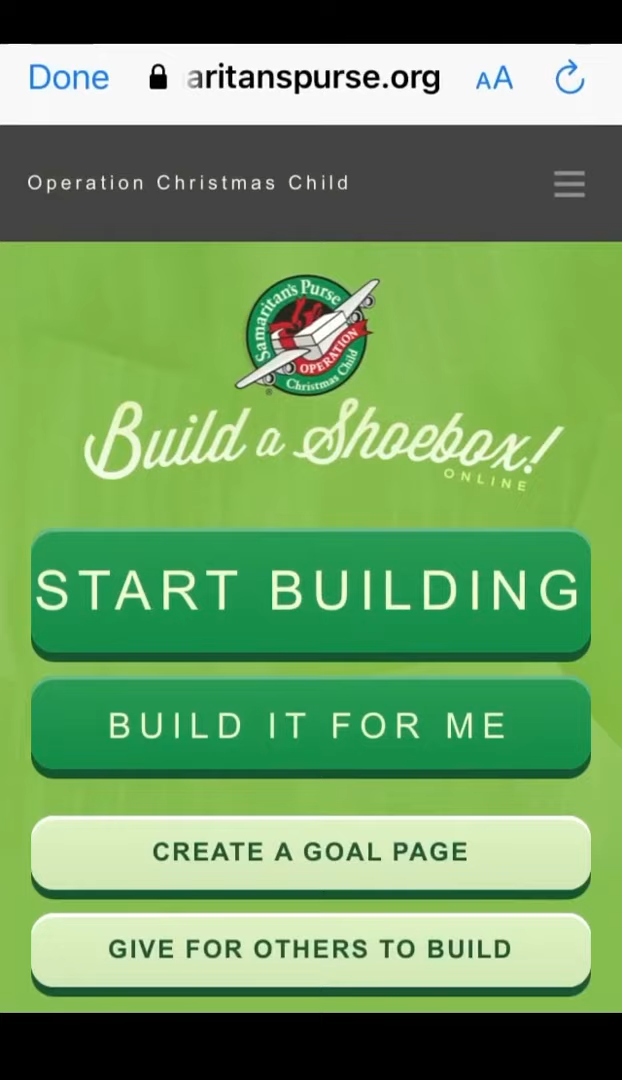 Done aritanspurse.org AA
Operation Christmas Child
Samaritan's Purse
OPERATION
Christmas Child
®
Build a Shoebox!
ONLINE
START BUILDING
BUILD IT FOR ME
CREATE A GOAL PAGE
GIVE FOR OTHERS TO BUILD